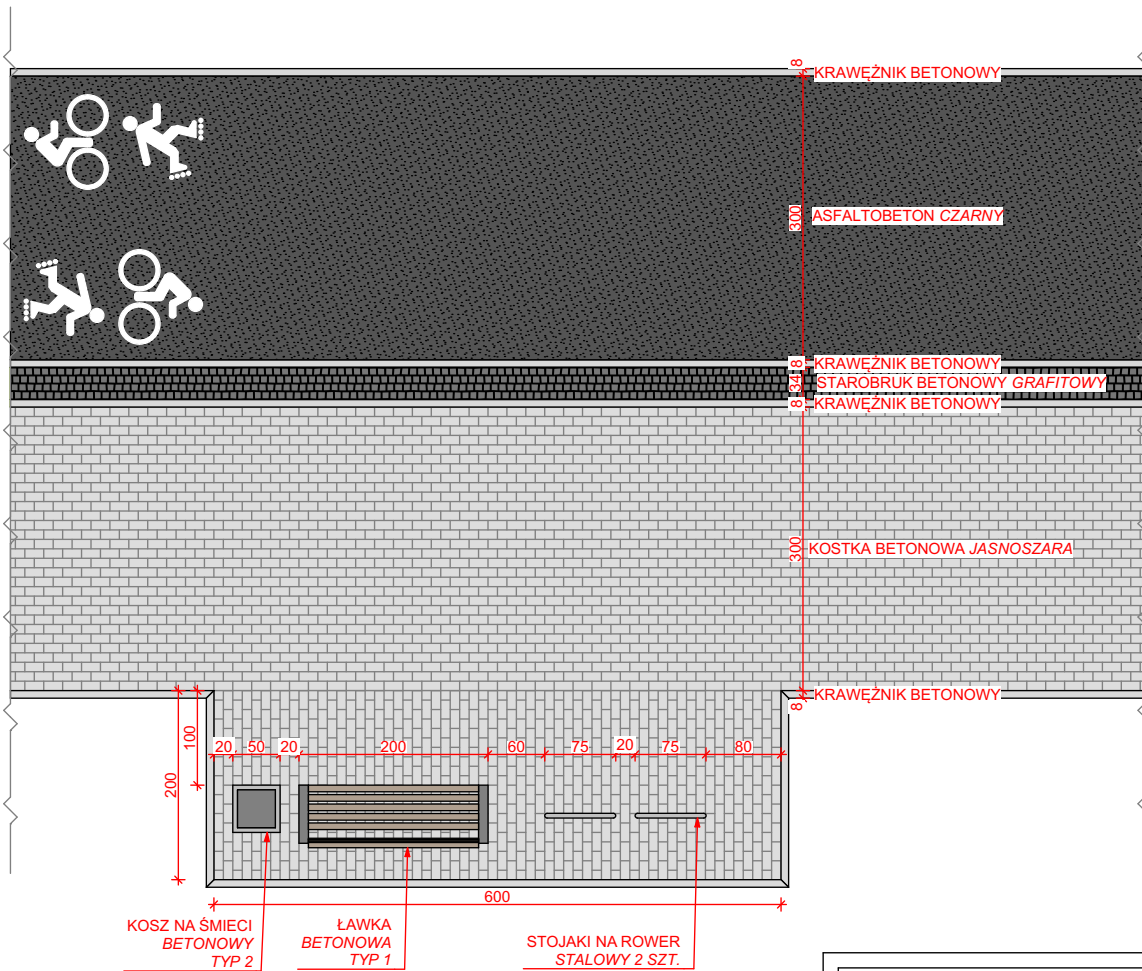 8
KRAWĘŻNIK BETONOWY
300
ASFALTOBETON CZARNY
8
KRAWĘŻNIK BETONOWY
34
STAROBRUK BETONOWY GRAFITOWY
8
KRAWĘŻNIK BETONOWY
300
KOSTKA BETONOWA JASNOSZARA
8
KRAWĘŻNIK BETONOWY
100
200
20 50 20 200 60 75 20 75 80
600
KOSZ NA ŚMIECI
BETONOWY
TYP 2
ŁAWKA
BETONOWA
TYP 1
STOJAKI NA ROWER
STALOWY 2 SZT.